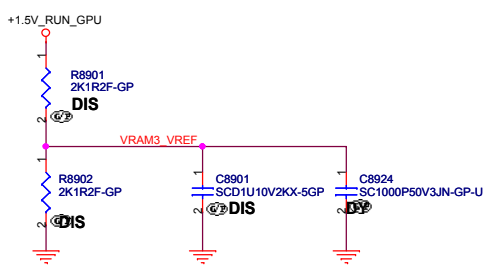 +1.5V_RUN_GPU
1
R8901
2K1R2F-GP
DIS
G/P
2
VRAM3_VREF
1
R8902
2K1R2F-GP
DIS
2
1
C8901
SCD1U10V2KX-5GP
DIS
2
1
C8924
SC1000P50V3JN-GP-U
DY
2